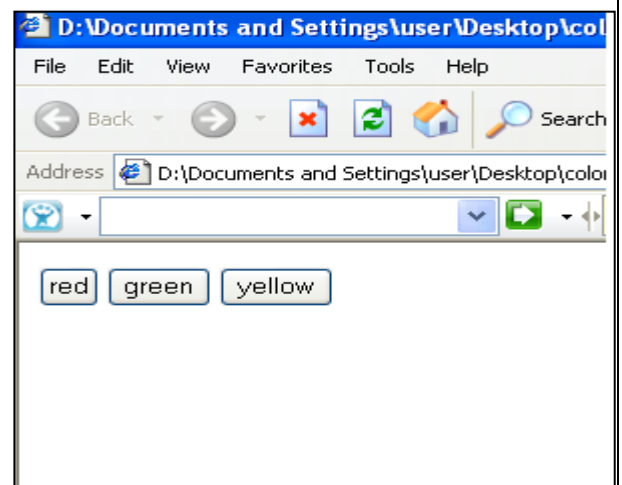 D:\Documents and Settings\user\Desktop\col
File Edit View Favorites Tools Help
Back Search
Address D:\Documents and Settings\user\Desktop\color
red green yellow